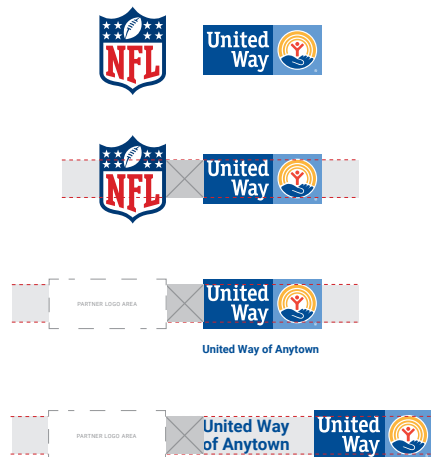 NFL
United
Way
NFL
United
Way
PARTNER LOGO AREA
United
Way
United Way of Anytown
PARTNER LOGO AREA
United Way
of Anytown
United
Way